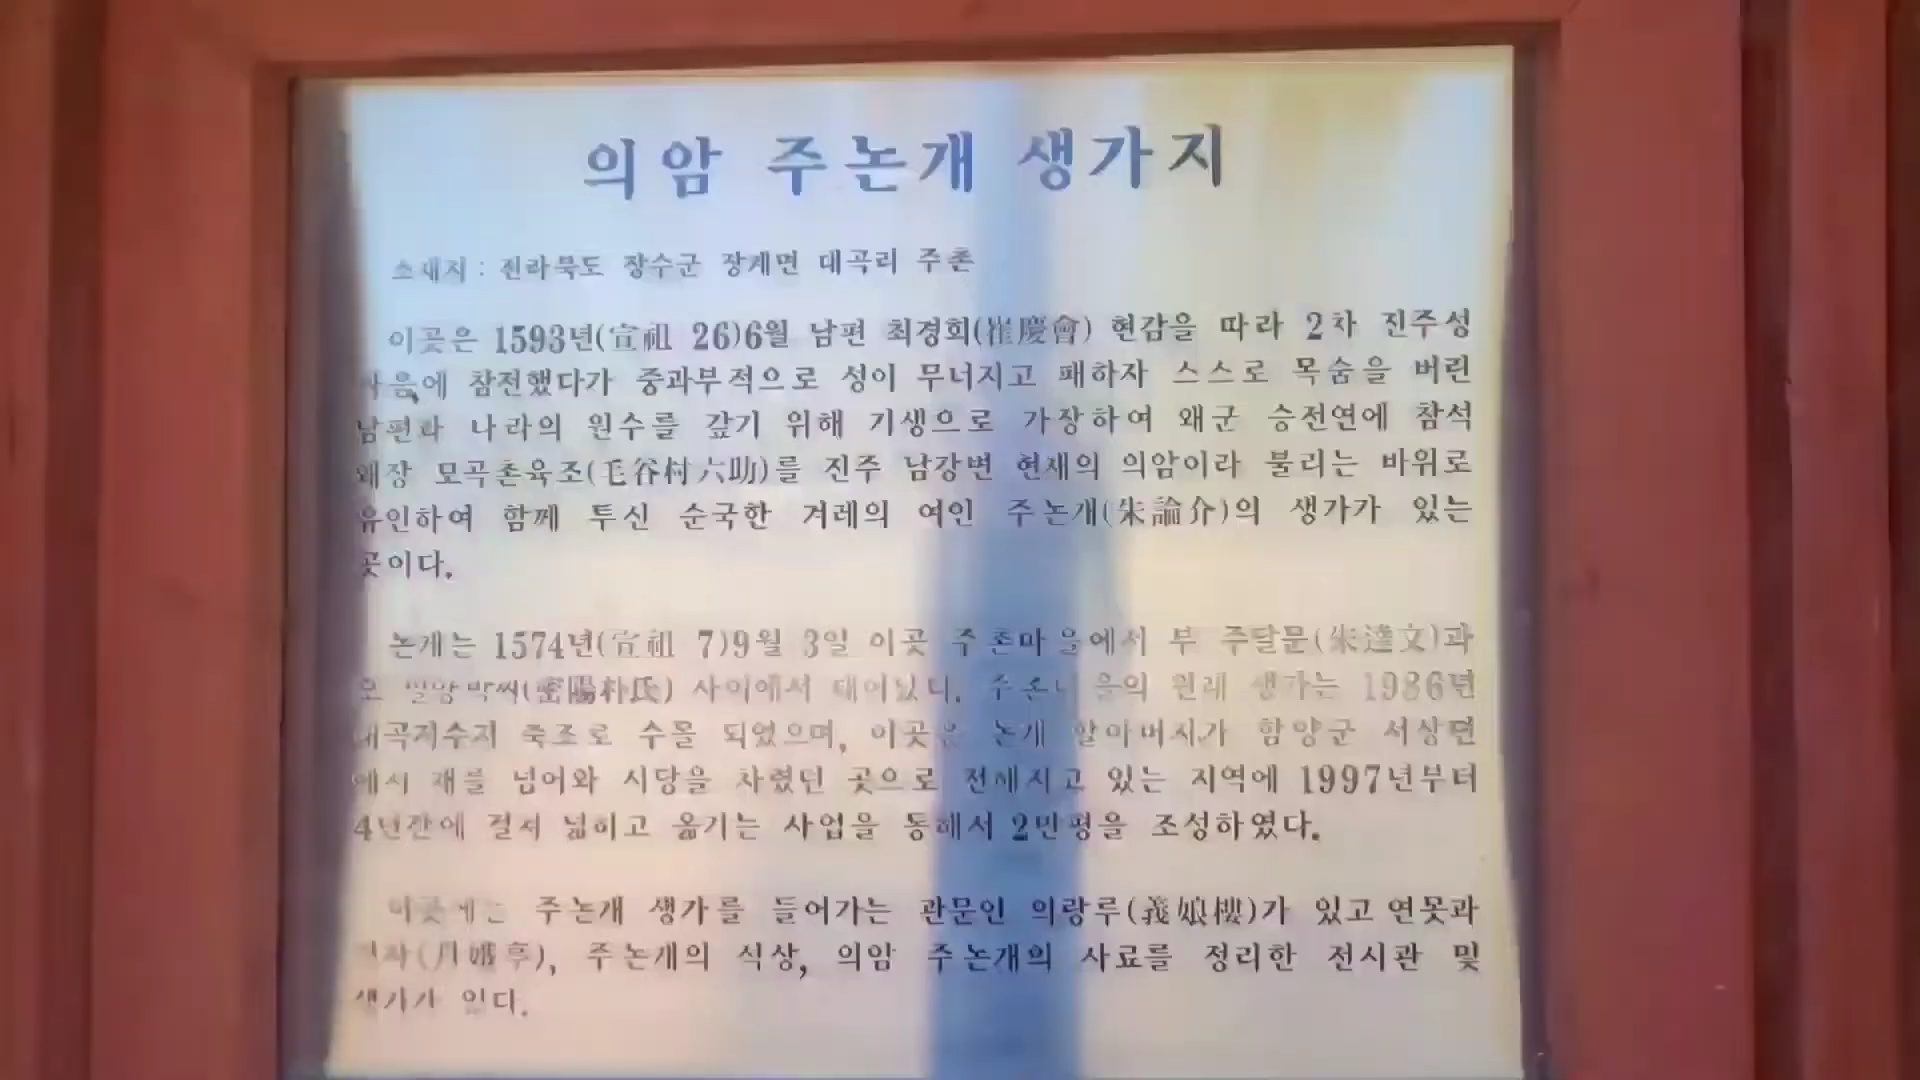 의암 주논개 생가지
소재지 : 전라북도 장수군 장계면 대곡리 주촌
이곳은 1593년(宣祖 26)6월 남편 최경회(崔慶會) 현감을 따라 2차 진주성
싸움에 참전했다가 중과부적으로 성이 무너지고 패하자 스스로 목숨을 버린
남편과 나라의 원수를 갚기 위해 기생으로 가장하여 왜군 승전연에 참석
왜장 모곡촌육조(毛谷村六助)를 진주 남강변 현재의 의암이라 불리는 바위로
유인하여 함께 투신 순국한 겨레의 여인 주논개(朱論介)의 생가가 있는
곳이다.
논개는 1574년(宣祖 7)9월 3일 이곳 주촌마을에서 부 주달문(朱達文)과
모 밀양박씨(密陽朴氏) 사이에서 태어났다. 주촌마을의 원래 생가는 1986년
대곡저수지 축조로 수몰 되었으며, 이곳은 논개 할아버지가 함양군 서상면
에서 재를 넘어와 서당을 차렸던 곳으로 전해지고 있는 지역에 1997년부터
4년간에 걸쳐 넓히고 옮기는 사업을 통해서 2만평을 조성하였다.
이곳에는 주논개 생가를 들어가는 관문인 의랑루(義娘樓)가 있고 연못과
주논개의 석상, 의암 주논개의 사료를 정리한 전시관 및
생가가 있다.